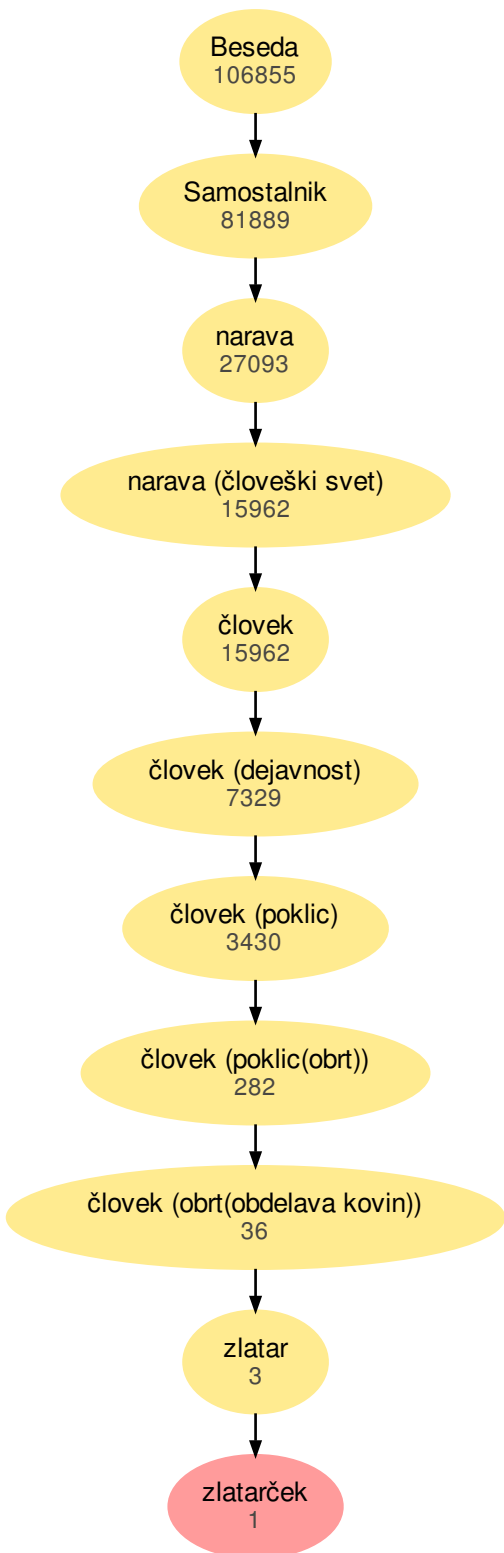 Beseda
106855
Samostalnik
81889
narava
27093
narava (človeški svet)
15962
človek
15962
človek (dejavnost)
7329
človek (poklic)
3430
človek (poklic(obrt))
282
človek (obrt(obdelava kovin))
36
zlatar
3
zlatarček
1